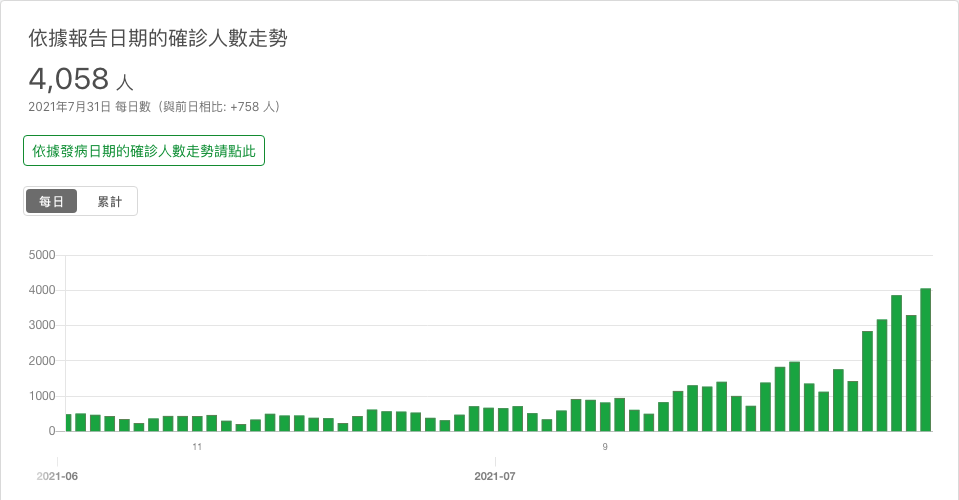 依據報告日期的確診人數走勢
4,058 人
2021年7月31日 每日數（與前日相比: +758 人）
依據發病日期的確診人數走勢請點此
每日 累計
5000
4000
3000
2000
1000
0
11 9
2021-06 2021-07